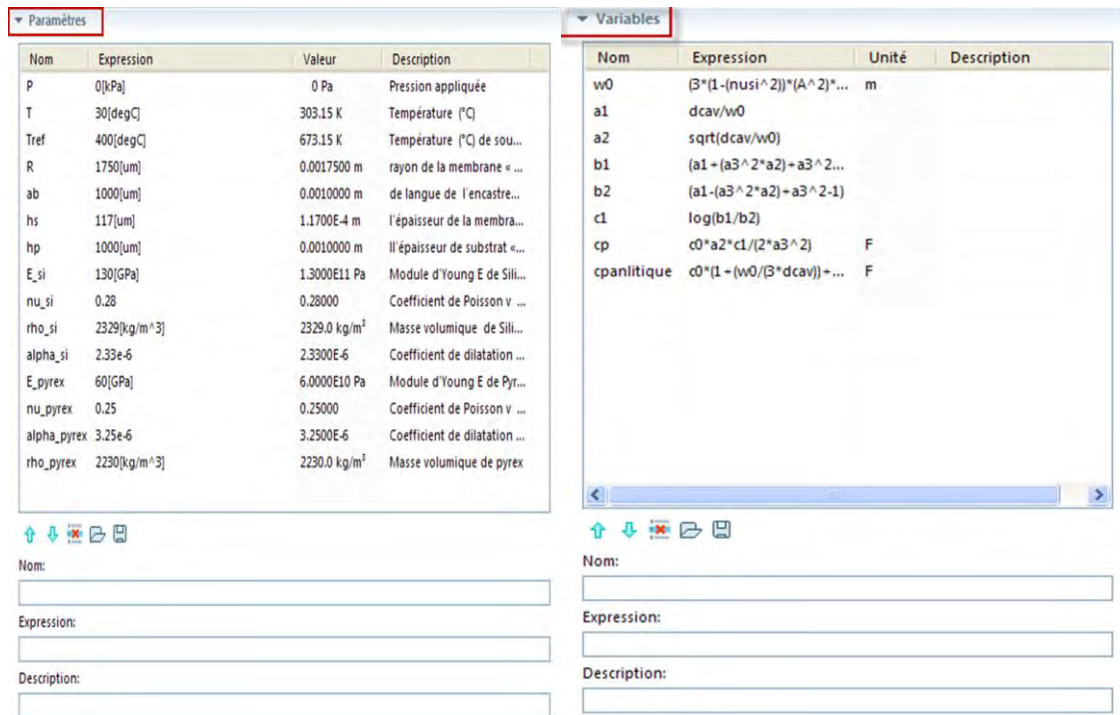 Paramètres
Nom Expression Valeur Description
P 0[kPa] 0 Pa Pression appliquée
T 30[degC] 303.15 K Température (°C)
Tref 400[degC] 673.15 K Température (°C) de sou...
R 1750[um] 0.0017500 m rayon de la membrane « ...
ab 1000[um] 0.0010000 m de langue de l'encastre...
hs 117[um] 1.1700E-4 m l'épaisseur de la membra...
hp 1000[um] 0.0010000 m ll'épaisseur de substrat «...
E_si 130[GPa] 1.3000E11 Pa Module d'Young E de Sili...
nu_si 0.28 0.28000 Coefficient de Poisson v ...
rho_si 2329[kg/m^3] 2329.0 kg/m³ Masse volumique de Sili...
alpha_si 2.33e-6 2.3300E-6 Coefficient de dilatation ...
E_pyrex 60[GPa] 6.0000E10 Pa Module d'Young E de Pyr...
nu_pyrex 0.25 0.25000 Coefficient de Poisson v ...
alpha_pyrex 3.25e-6 3.2500E-6 Coefficient de dilatation ...
rho_pyrex 2230[kg/m^3] 2230.0 kg/m³ Masse volumique de pyrex
Nom:
Expression:
Description:
Variables
Nom Expression Unité Description
w0 (3*(1-(nusi^2))*(A^2)*... m
a1 dcav/w0
a2 sqrt(dcav/w0)
b1 (a1+(a3^2*a2)+a3^2...
b2 (a1-(a3^2*a2)+a3^2-1)
c1 log(b1/b2)
cp c0*a2*c1/(2*a3^2) F
cpanlitique c0*(1+(w0/(3*dcav))+... F
Nom:
Expression:
Description: